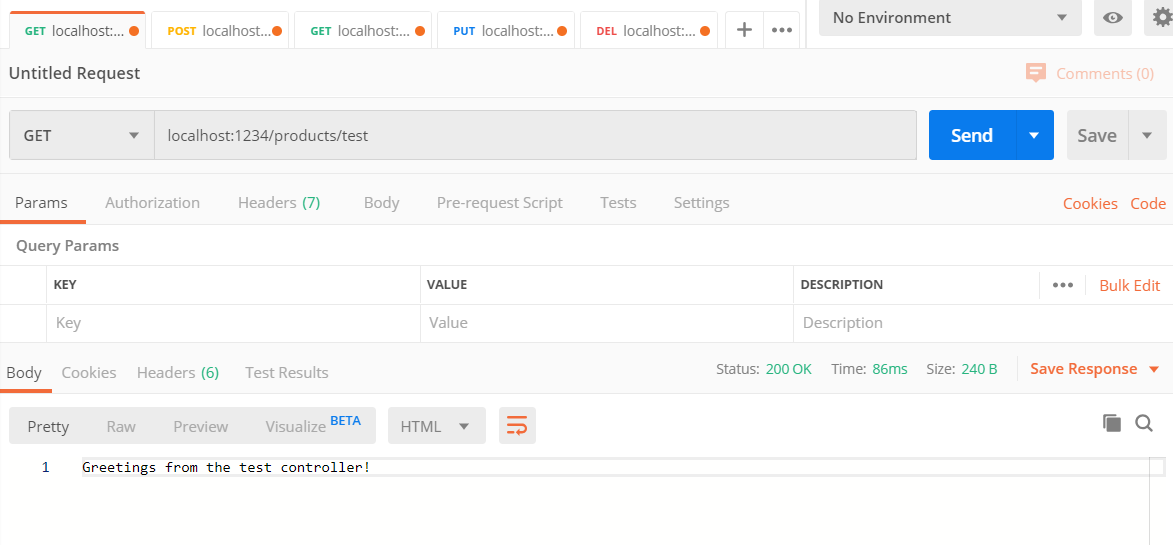 GET localhost:... POST localhost... GET localhost:... PUT localhost:... DEL localhost:... + ••• No Environment
Untitled Request Comments (0)
GET localhost:1234/products/test Send Save
Params Authorization Headers (7) Body Pre-request Script Tests Settings Cookies Code
Query Params
KEY VALUE DESCRIPTION ••• Bulk Edit
Key Value Description
Body Cookies Headers (6) Test Results Status: 200 OK Time: 86ms Size: 240 B Save Response
Pretty Raw Preview Visualize BETA HTML
1 Greetings from the test controller!